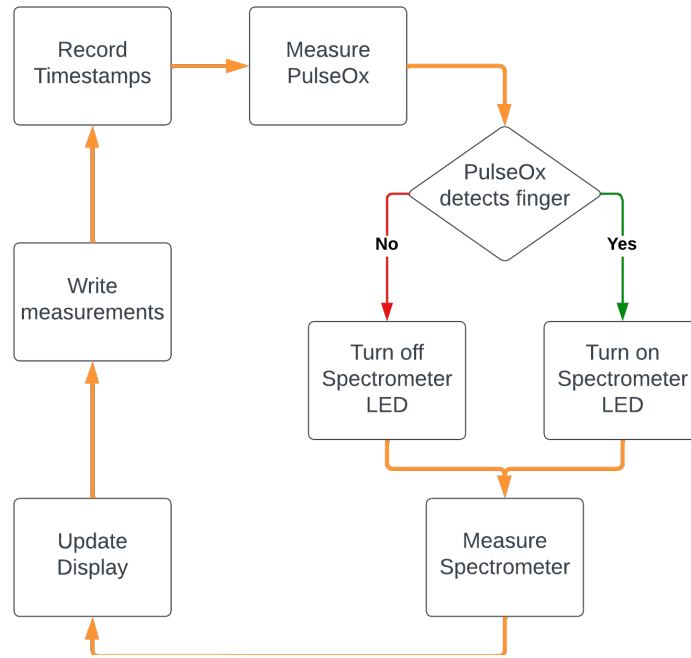 Record
Timestamps
Measure
PulseOx
PulseOx
detects finger
No
Yes
Turn off
Spectrometer
LED
Turn on
Spectrometer
LED
Measure
Spectrometer
Update
Display
Write
measurements